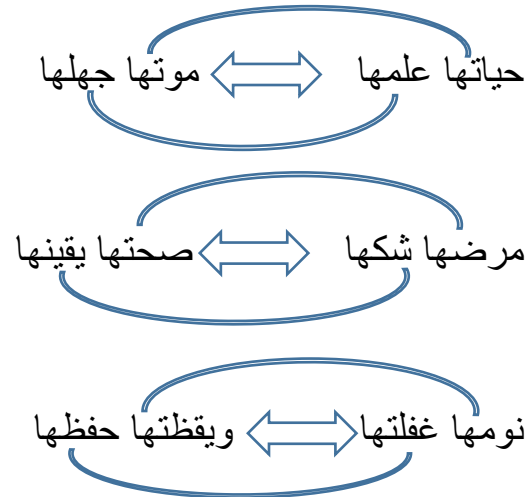 حياتها علمها موتها جهلها
مرضها شكها صحتها يقينها
نومها غفلتها ويقظتها حفظها